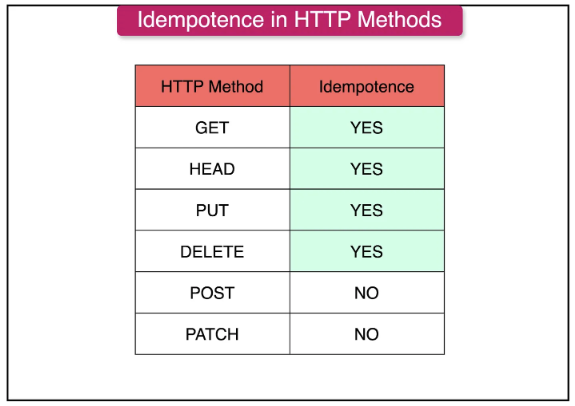 Idempotence in HTTP Methods
HTTP Method Idempotence
GET YES
HEAD YES
PUT YES
DELETE YES
POST NO
PATCH NO